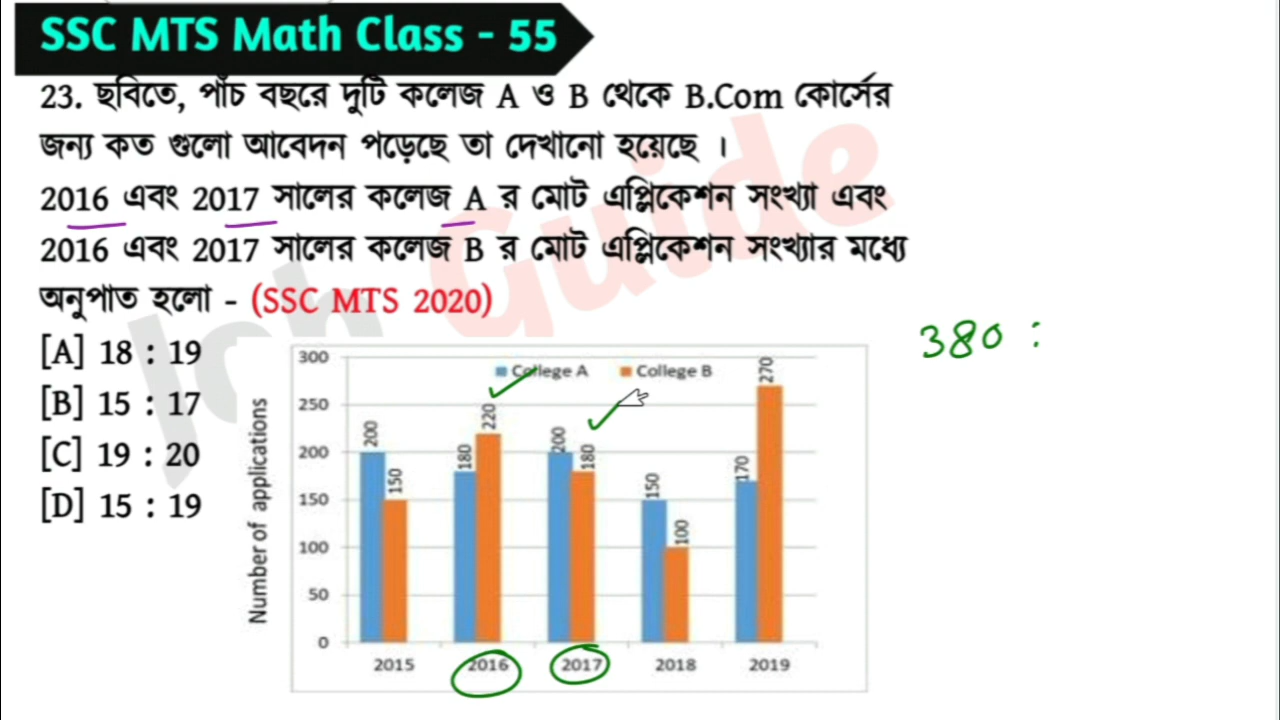 SSC MTS Math Class - 55
23. ছবিতে, পাঁচ বছরে দুটি কলেজ A ও B থেকে B.Com কোর্সের
জন্য কত গুলো আবেদন পড়েছে তা দেখানো হয়েছে ।
2016 এবং 2017 সালের কলেজ A র মোট এপ্লিকেশন সংখ্যা এবং
2016 এবং 2017 সালের কলেজ B র মোট এপ্লিকেশন সংখ্যার মধ্যে
অনুপাত হলো - (SSC MTS 2020)
[A] 18 : 19
[B] 15 : 17
[C] 19 : 20
[D] 15 : 19
380 :
Job Guide
College A College B
Number of applications
300
250
200
150
100
50
0
200 150 180 220 200 180 150 100 170 270
2015 2016 2017 2018 2019